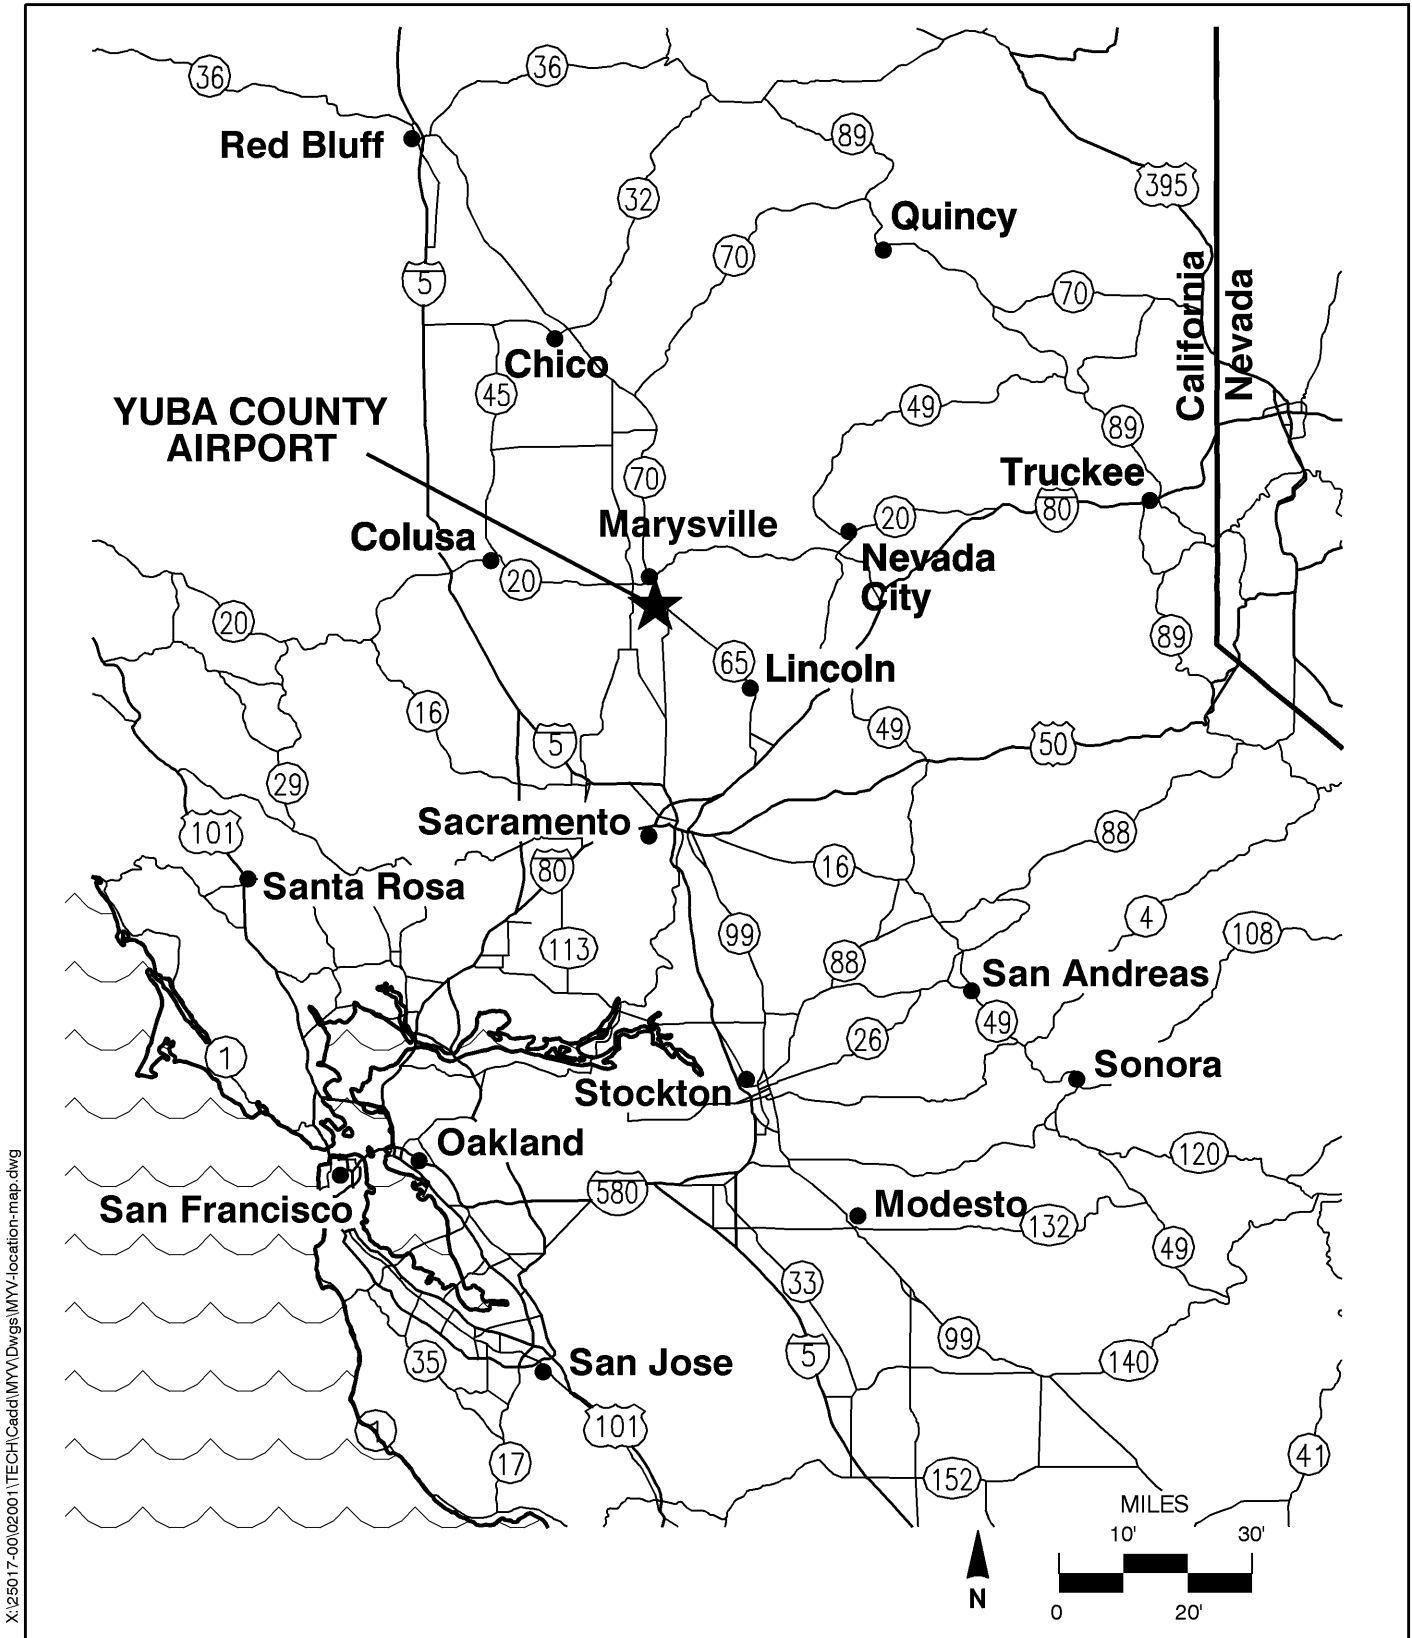 36
36
89
Red Bluff
395
32
Quincy
70
5
70
California
Nevada
Chico
45
49
YUBA COUNTY
AIRPORT
89
70
Truckee
80
20
Marysville
Colusa
Nevada
City
20
20
89
65
Lincoln
16
49
5
50
29
101
Sacramento
88
16
80
Santa Rosa
4
99
113
108
88
San Andreas
49
26
1
Sonora
Stockton
Oakland
120
580
San Francisco
Modesto
132
49
33
99
5
35
San Jose
140
1
101
17
41
152
MILES
10' 30'
0 20'
N
X:\25017-00\02001\TECH\Cadd\MYV\Dwgs\MYV-location-map.dwg